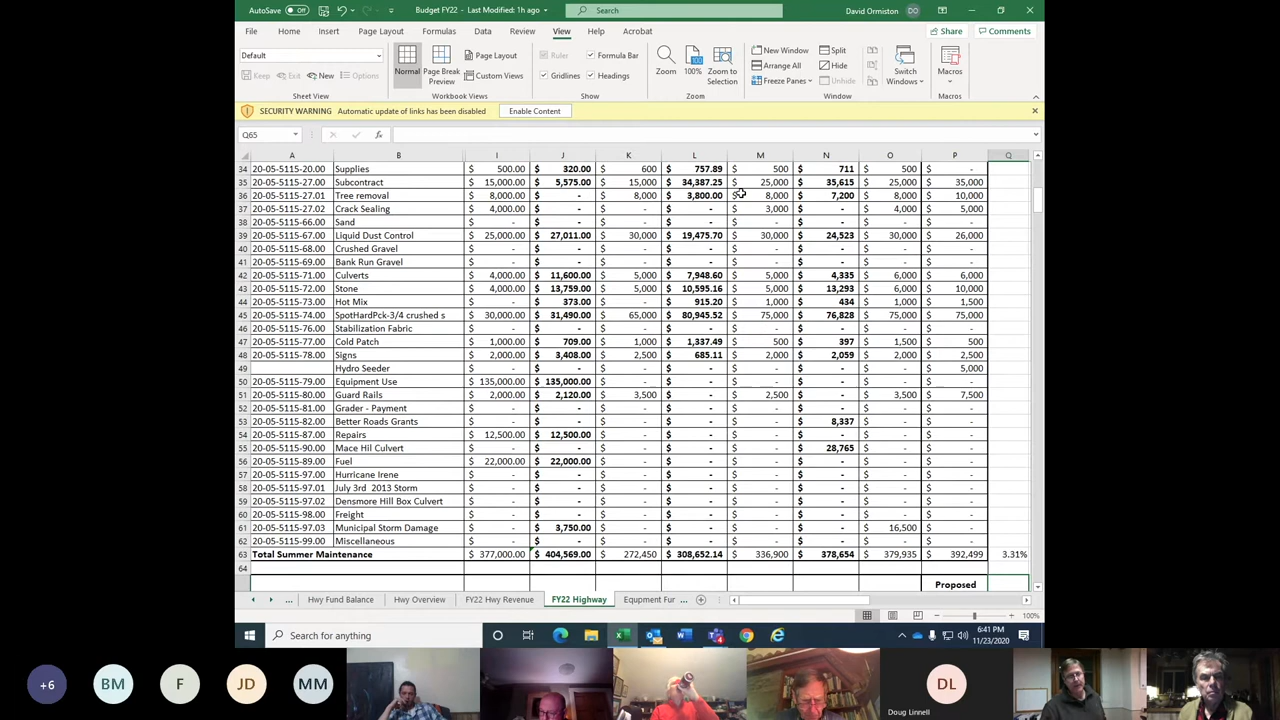 AutoSave Off Budget FY22 - Last Modified: 1h ago Search David Ormiston DO
File Home Insert Page Layout Formulas Data Review View Help Acrobat Share Comments
Default Normal Page Break Preview Page Layout Custom Views Ruler Formula Bar Gridlines Headings Zoom 100% Zoom to Selection New Window Arrange All Freeze Panes Split Hide Unhide Switch Windows Macros
Keep Exit New Options
Sheet View Workbook Views Show Zoom Window Macros
SECURITY WARNING Automatic update of links has been disabled Enable Content
Q65 fx
A B I J K L M N O P Q
34 20-05-5115-20.00 Supplies $ 500.00 $ 320.00 $ 600 $ 757.89 $ 500 $ 711 $ 500 $ -
35 20-05-5115-27.00 Subcontract $ 15,000.00 $ 5,575.00 $ 15,000 $ 34,387.25 $ 25,000 $ 35,615 $ 25,000 $ 35,000
36 20-05-5115-27.01 Tree removal $ 8,000.00 $ - $ 8,000 $ 3,800.00 $ 8,000 $ 7,200 $ 8,000 $ 10,000
37 20-05-5115-27.02 Crack Sealing $ 4,000.00 $ - $ - $ - $ 3,000 $ - $ 4,000 $ 5,000
38 20-05-5115-66.00 Sand $ - $ - $ - $ - $ - $ - $ - $ -
39 20-05-5115-67.00 Liquid Dust Control $ 25,000.00 $ 27,011.00 $ 30,000 $ 19,475.70 $ 30,000 $ 24,523 $ 30,000 $ 26,000
40 20-05-5115-68.00 Crushed Gravel $ - $ - $ - $ - $ - $ - $ - $ -
41 20-05-5115-69.00 Bank Run Gravel $ - $ - $ - $ - $ - $ - $ - $ -
42 20-05-5115-71.00 Culverts $ 4,000.00 $ 11,600.00 $ 5,000 $ 7,948.60 $ 5,000 $ 4,335 $ 6,000 $ 6,000
43 20-05-5115-72.00 Stone $ 4,000.00 $ 13,759.00 $ 5,000 $ 10,595.16 $ 5,000 $ 13,293 $ 6,000 $ 10,000
44 20-05-5115-73.00 Hot Mix $ - $ 373.00 $ - $ 915.20 $ 1,000 $ 434 $ 1,000 $ 1,500
45 20-05-5115-74.00 SpotHardPck-3/4 crushed s $ 30,000.00 $ 31,490.00 $ 65,000 $ 80,945.52 $ 75,000 $ 76,828 $ 75,000 $ 75,000
46 20-05-5115-76.00 Stabilization Fabric $ - $ - $ - $ - $ - $ - $ - $ -
47 20-05-5115-77.00 Cold Patch $ 1,000.00 $ 709.00 $ 1,000 $ 1,337.49 $ 500 $ 397 $ 1,500 $ 500
48 20-05-5115-78.00 Signs $ 2,000.00 $ 3,408.00 $ 2,500 $ 685.11 $ 2,000 $ 2,059 $ 2,000 $ 2,500
49 Hydro Seeder $ - $ - $ - $ - $ - $ - $ - $ 5,000
50 20-05-5115-79.00 Equipment Use $ 135,000.00 $ 135,000.00 $ - $ - $ - $ - $ - $ -
51 20-05-5115-80.00 Guard Rails $ 2,000.00 $ 2,120.00 $ 3,500 $ - $ 2,500 $ - $ 3,500 $ 7,500
52 20-05-5115-81.00 Grader - Payment $ - $ - $ - $ - $ - $ - $ - $ -
53 20-05-5115-82.00 Better Roads Grants $ - $ - $ - $ - $ - $ 8,337 $ - $ -
54 20-05-5115-87.00 Repairs $ 12,500.00 $ 12,500.00 $ - $ - $ - $ - $ - $ -
55 20-05-5115-90.00 Mace Hil Culvert $ - $ - $ - $ - $ - $ 28,765 $ - $ -
56 20-05-5115-89.00 Fuel $ 22,000.00 $ 22,000.00 $ - $ - $ - $ - $ - $ -
57 20-05-5115-97.00 Hurricane Irene $ - $ - $ - $ - $ - $ - $ - $ -
58 20-05-5115-97.01 July 3rd 2013 Storm $ - $ - $ - $ - $ - $ - $ - $ -
59 20-05-5115-97.02 Densmore Hill Box Culvert $ - $ - $ - $ - $ - $ - $ - $ -
60 20-05-5115-98.00 Freight $ - $ - $ - $ - $ - $ - $ - $ -
61 20-05-5115-97.03 Municipal Storm Damage $ - $ 3,750.00 $ - $ - $ - $ - $ 16,500 $ -
62 20-05-5115-99.00 Miscellaneous $ - $ - $ - $ - $ - $ - $ - $ -
63 Total Summer Maintenance $ 377,000.00 $ 404,569.00 $ 272,450 $ 308,652.14 $ 336,900 $ 378,654 $ 379,935 $ 392,499 3.31%
64
Proposed
... Hwy Fund Balance Hwy Overview FY22 Hwy Revenue FY22 Highway Equpment Fur ...
100%
Search for anything 6:41 PM
11/23/2020
+6 BM F JD MM DL
Doug Linnell